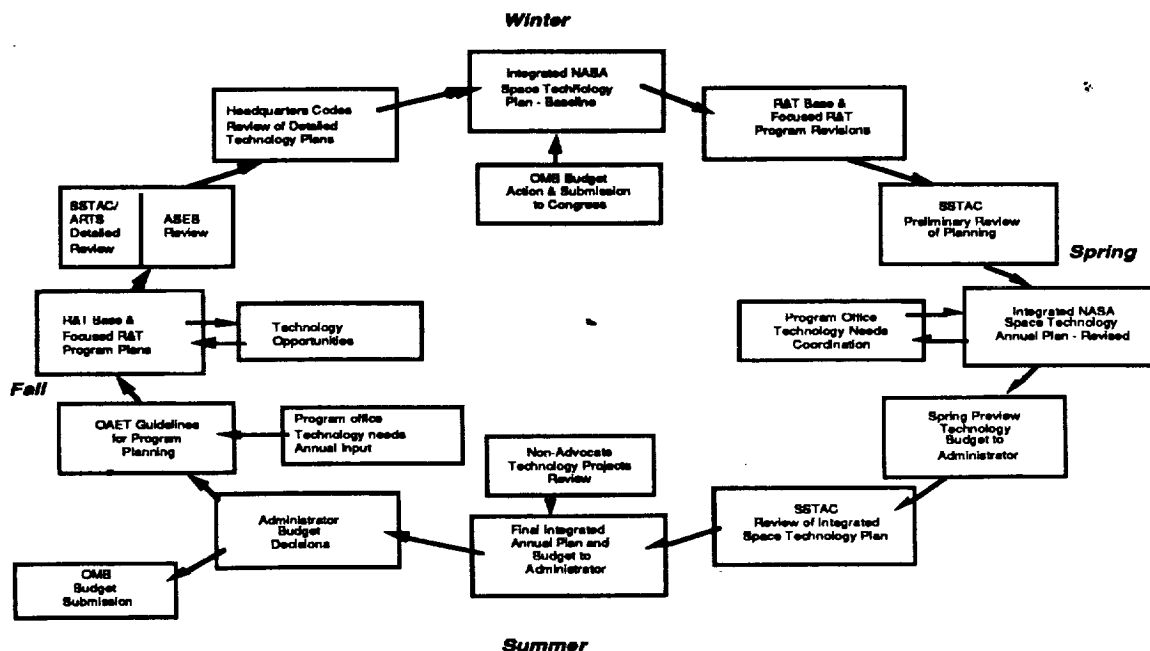 Winter
Integrated NASA
Space Technology
Plan - Baseline
Headquarters Codes
Review of Detailed
Technology Plans
R&T Base &
Focused R&T
Program Revisions
OMB Budget
Action & Submission
to Congress
SSTAC/
ARTS
Detailed
Review
ASEB
Review
SSTAC
Preliminary Review
of Planning
Spring
R&T Base &
Focused R&T
Program Plans
Technology
Opportunities
Program Office
Technology Needs
Coordination
Integrated NASA
Space Technology
Annual Plan - Revised
Fall
OAET Guidelines
for Program
Planning
Program office
Technology needs
Annual Input
Non-Advocate
Technology Projects
Review
Spring Preview
Technology
Budget to
Administrator
Administrator
Budget
Decisions
Final Integrated
Annual Plan and
Budget to
Administrator
SSTAC
Review of Integrated
Space Technology Plan
OMB
Budget
Submission
Summer